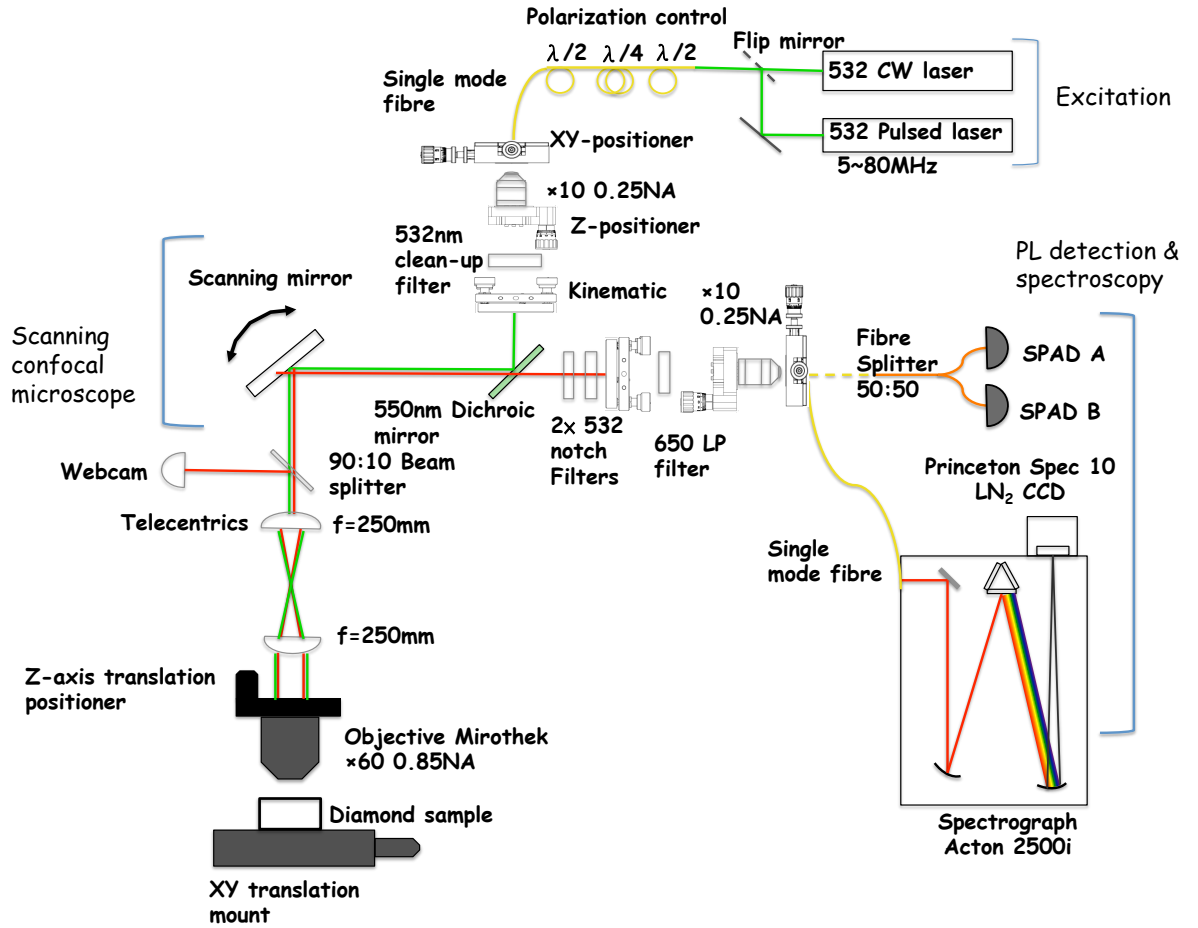 Polarization control
λ/2 λ/4 λ/2
Flip mirror
532 CW laser
532 Pulsed laser
5~80MHz
Excitation
Single mode
fibre
XY-positioner
×10 0.25NA
Z-positioner
532nm
clean-up
filter
Kinematic
Scanning mirror
Scanning
confocal
microscope
PL detection &
spectroscopy
×10
0.25NA
Fibre
Splitter
50:50
SPAD A
SPAD B
550nm Dichroic
mirror
2x 532
notch
Filters
650 LP
filter
90:10 Beam
splitter
Webcam
Telecentrics
f=250mm
f=250mm
Princeton Spec 10
LN₂ CCD
Single
mode fibre
Z-axis translation
positioner
Objective Mirothek
×60 0.85NA
Diamond sample
XY translation
mount
Spectrograph
Acton 2500i